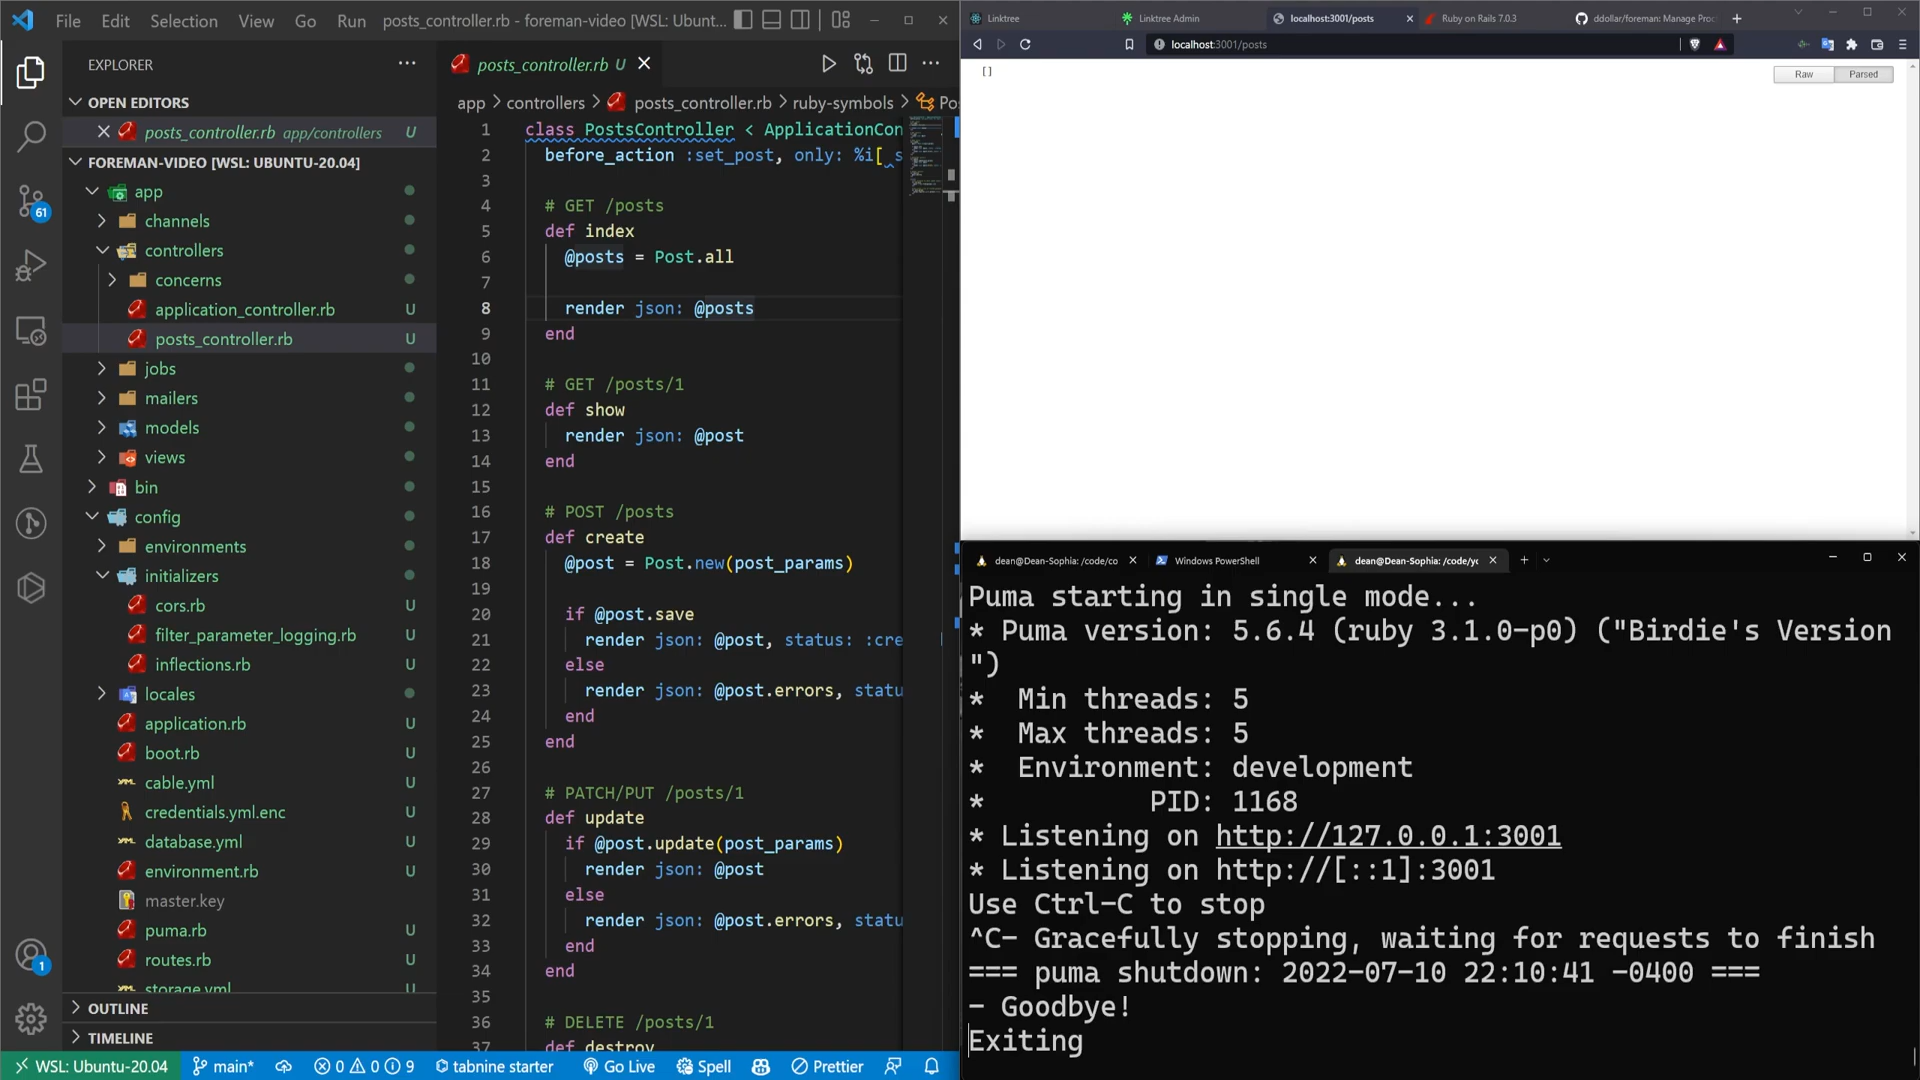 File Edit Selection View Go Run posts_controller.rb - foreman-video [WSL: Ubunt...
EXPLORER
OPEN EDITORS
posts_controller.rb app/controllers U
FOREMAN-VIDEO [WSL: UBUNTU-20.04]
app
channels
controllers
concerns
application_controller.rb U
posts_controller.rb U
jobs
mailers
models
views
bin
config
environments
initializers
cors.rb U
filter_parameter_logging.rb U
inflections.rb U
locales
application.rb U
boot.rb U
cable.yml U
credentials.yml.enc U
database.yml U
environment.rb U
master.key
puma.rb U
routes.rb U
storage.yml U
OUTLINE
TIMELINE
61
1
posts_controller.rb U
app > controllers > posts_controller.rb > ruby-symbols > Po
1 class PostsController < ApplicationCon
2 before_action :set_post, only: %i[ s
3
4 # GET /posts
5 def index
6 @posts = Post.all
7
8 render json: @posts
9 end
10
11 # GET /posts/1
12 def show
13 render json: @post
14 end
15
16 # POST /posts
17 def create
18 @post = Post.new(post_params)
19
20 if @post.save
21 render json: @post, status: :cre
22 else
23 render json: @post.errors, statu
24 end
25 end
26
27 # PATCH/PUT /posts/1
28 def update
29 if @post.update(post_params)
30 render json: @post
31 else
32 render json: @post.errors, statu
33 end
34 end
35
36 # DELETE /posts/1
37 def destroy
WSL: Ubuntu-20.04 main* 0 0 9 tabnine starter Go Live Spell Prettier
Linktree Linktree Admin localhost:3001/posts Ruby on Rails 7.0.3 ddollar/foreman: Manage Proc
localhost:3001/posts
[]
Raw Parsed
dean@Dean-Sophia: /code/co Windows PowerShell dean@Dean-Sophia: /code/yc
Puma starting in single mode...
* Puma version: 5.6.4 (ruby 3.1.0-p0) ("Birdie's Version
")
* Min threads: 5
* Max threads: 5
* Environment: development
* PID: 1168
* Listening on http://127.0.0.1:3001
* Listening on http://[::1]:3001
Use Ctrl-C to stop
^C- Gracefully stopping, waiting for requests to finish
=== puma shutdown: 2022-07-10 22:10:41 -0400 ===
- Goodbye!
Exiting